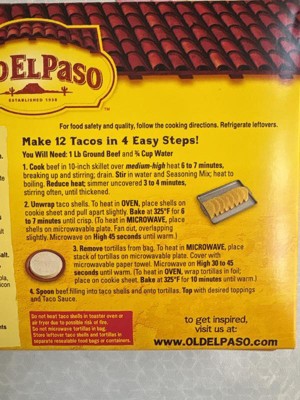 OLD ELPASO
ESTABLISHED 1938
™
For food safety and quality, follow the cooking directions. Refrigerate leftovers.
Make 12 Tacos in 4 Easy Steps!
You Will Need: 1 Lb Ground Beef and ¾ Cup Water
1. Cook beef in 10-inch skillet over medium-high heat 6 to 7 minutes,
breaking up and stirring; drain. Stir in water and Seasoning Mix; heat to
boiling. Reduce heat; simmer uncovered 3 to 4 minutes,
stirring often, until thickened.
2. Unwrap taco shells. To heat in OVEN, place shells on
cookie sheet and pull apart slightly. Bake at 325°F for 6
to 7 minutes until crisp. (To heat in MICROWAVE, place
shells on microwavable plate. Fan out, overlapping
slightly. Microwave on High 45 seconds until warm.)
3. Remove tortillas from bag. To heat in MICROWAVE, place
stack of tortillas on microwavable plate. Cover with
microwavable paper towel. Microwave on High 30 to 45
seconds until warm. (To heat in OVEN, wrap tortillas in foil;
place on cookie sheet. Bake at 325°F for 10 minutes until warm.)
4. Spoon beef filling into taco shells and onto tortillas. Top with desired toppings
and Taco Sauce.
Do not heat taco shells in toaster oven or
air fryer due to possible risk of fire.
Do not microwave tortillas in bag.
Store leftover taco shells and tortillas in
separate resealable food bags or containers.
to get inspired,
visit us at:
www.OLDELPASO.com